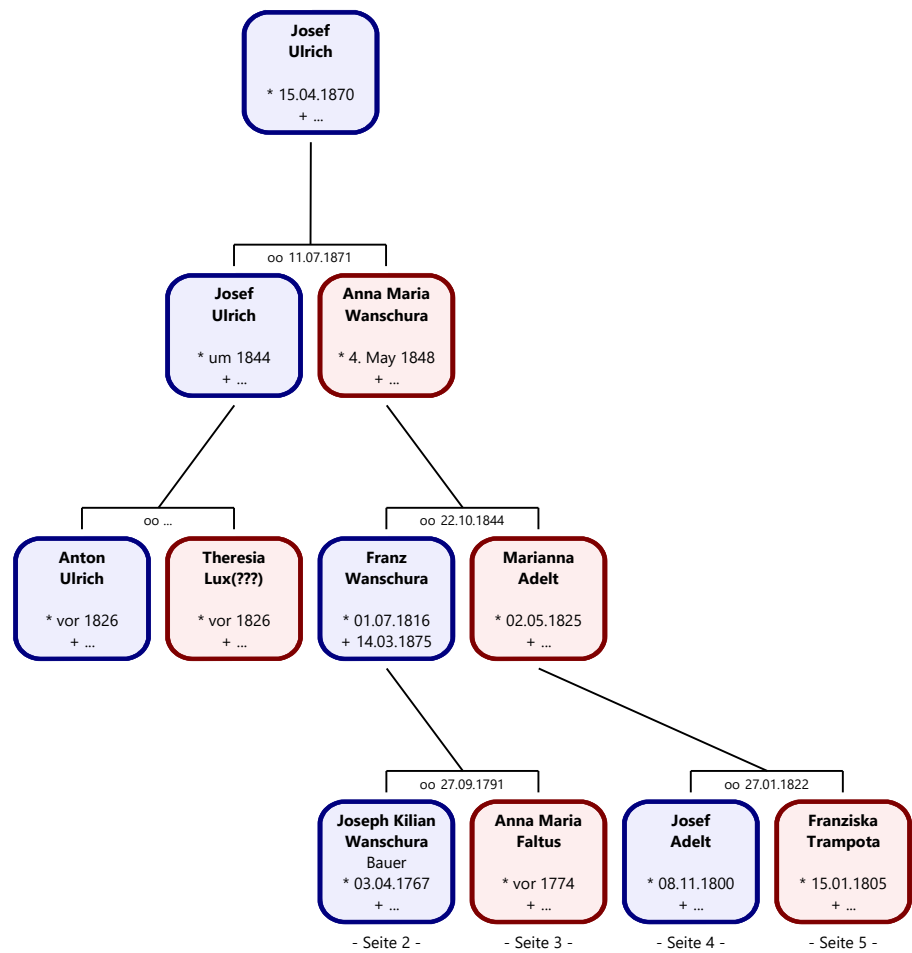 Josef
Ulrich
* 15.04.1870
+ ...
oo 11.07.1871
Josef
Ulrich
* um 1844
+ ...
Anna Maria
Wanschura
* 4. May 1848
+ ...
oo ...
Anton
Ulrich
* vor 1826
+ ...
Theresia
Lux(???)
* vor 1826
+ ...
oo 22.10.1844
Franz
Wanschura
* 01.07.1816
+ 14.03.1875
Marianna
Adelt
* 02.05.1825
+ ...
oo 27.09.1791
Joseph Kilian
Wanschura
Bauer
* 03.04.1767
+ ...
- Seite 2 -
Anna Maria
Faltus
* vor 1774
+ ...
- Seite 3 -
oo 27.01.1822
Josef
Adelt
* 08.11.1800
+ ...
- Seite 4 -
Franziska
Trampota
* 15.01.1805
+ ...
- Seite 5 -